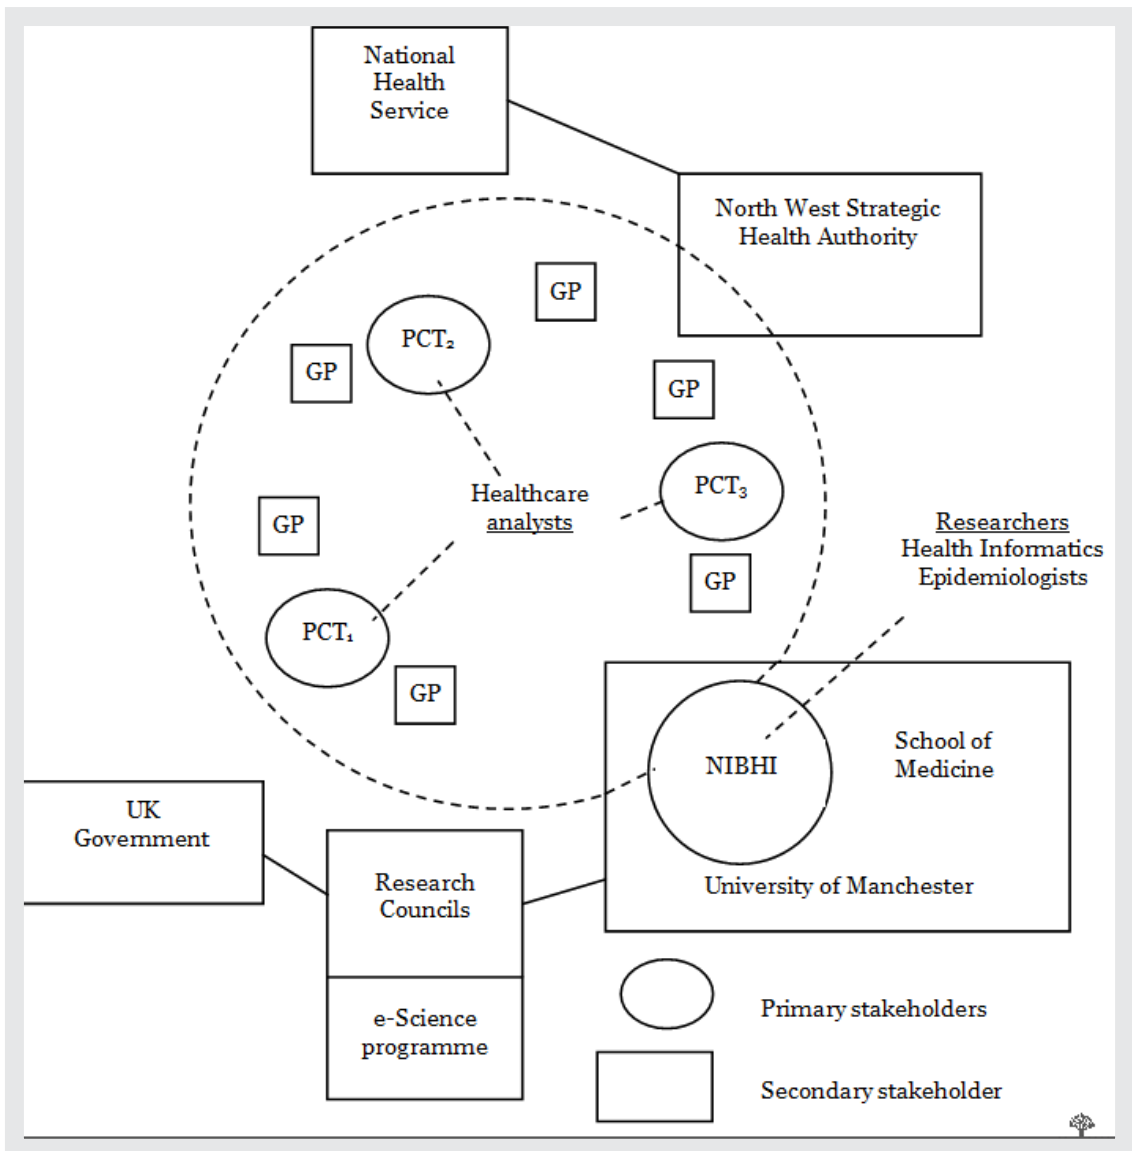 National
Health
Service
North West Strategic
Health Authority
GP
PCT₂
GP
GP
PCT₃
Healthcare
analysts
GP
Researchers
Health Informatics
Epidemiologists
GP
PCT₁
GP
School of
Medicine
NIBHI
UK
Government
Research
Councils
University of Manchester
e-Science
programme
Primary stakeholders
Secondary stakeholder